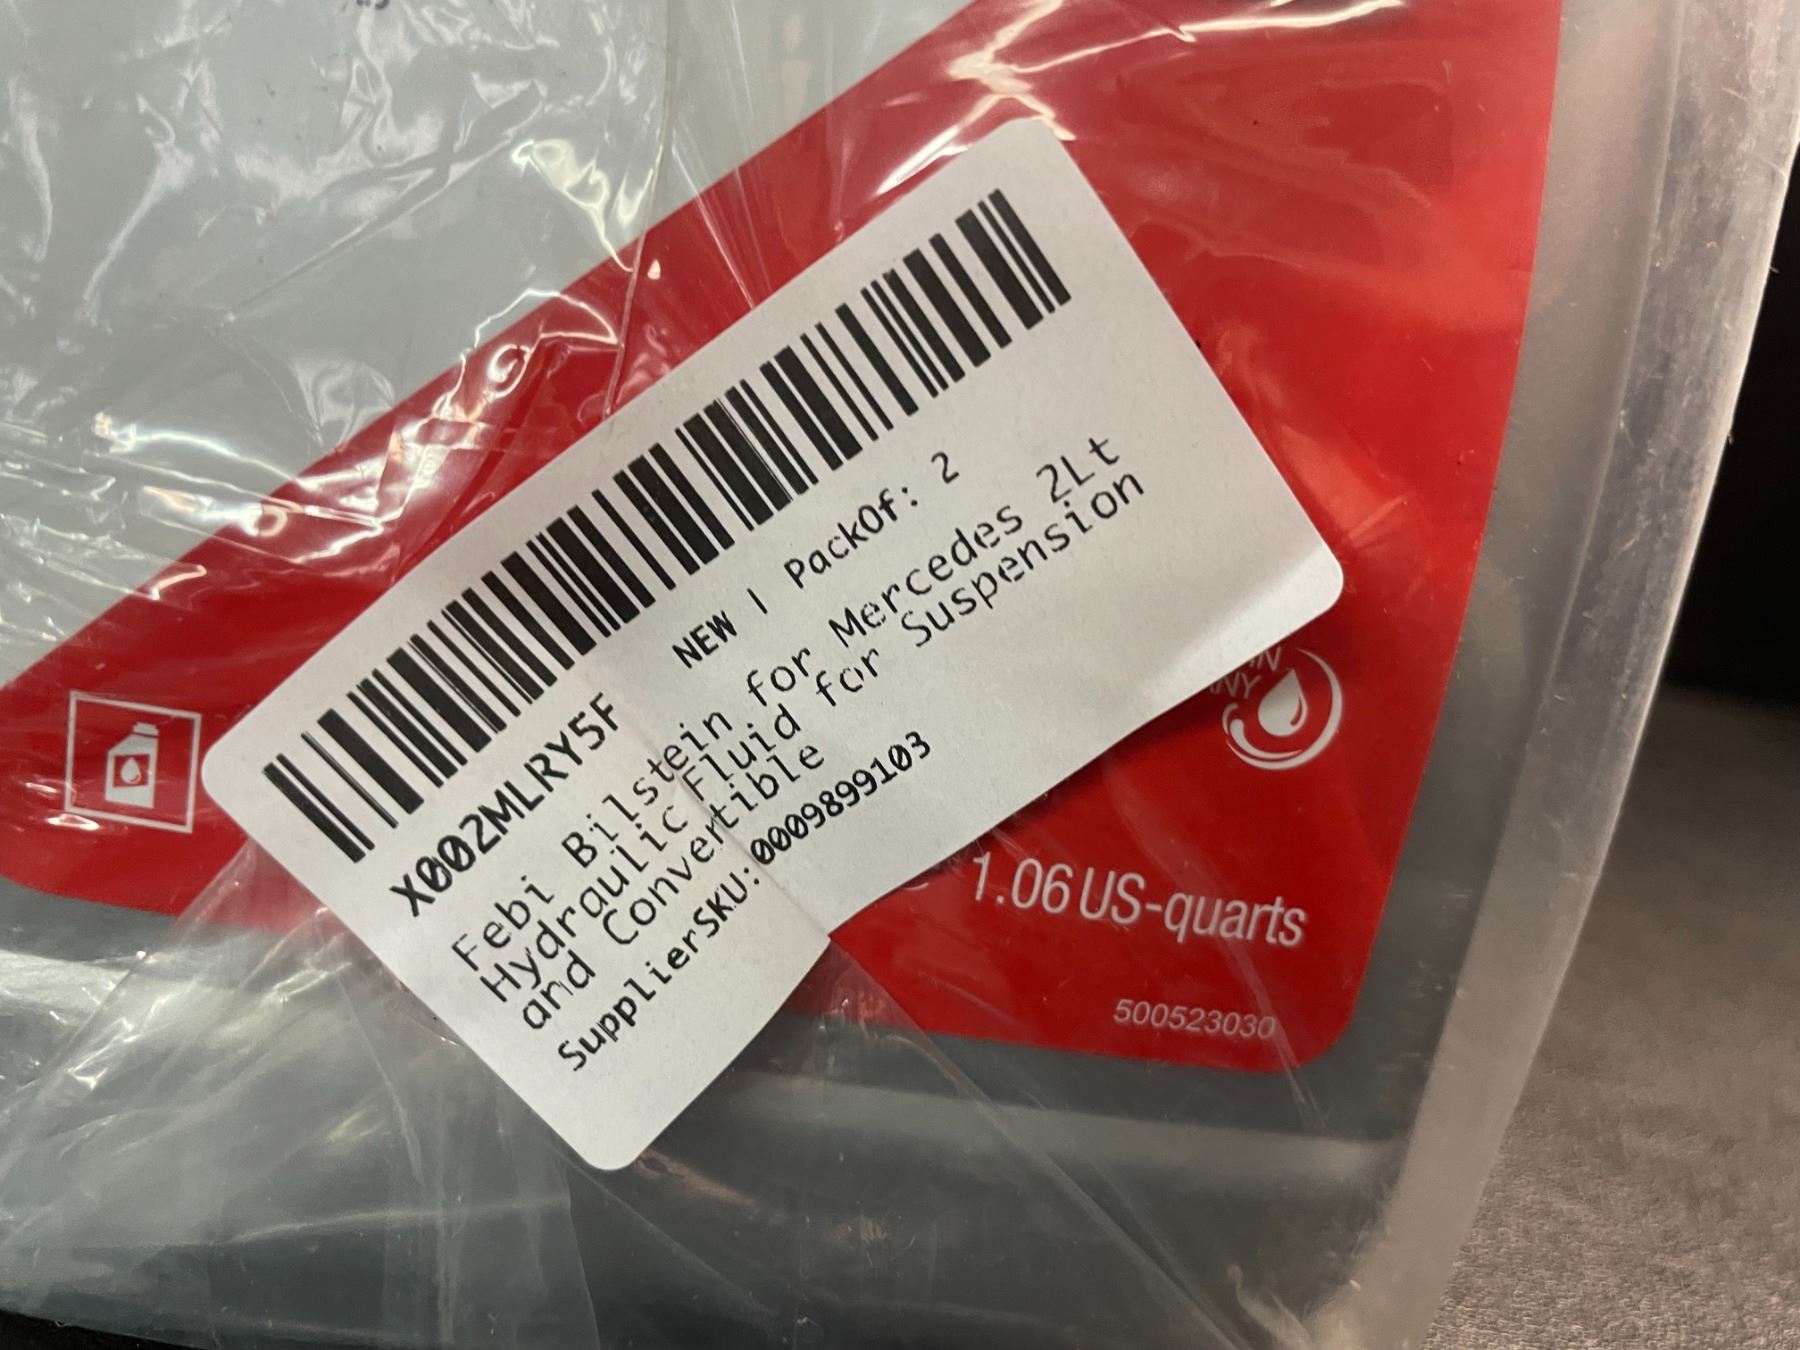 X002MLRY5F
NEW | PackOf: 2
Febi Bilstein for Mercedes 2Lt
Hydraulic Fluid for Suspension
and Convertible
SupplierSKU:0009899103
1.06 US-quarts
500523030